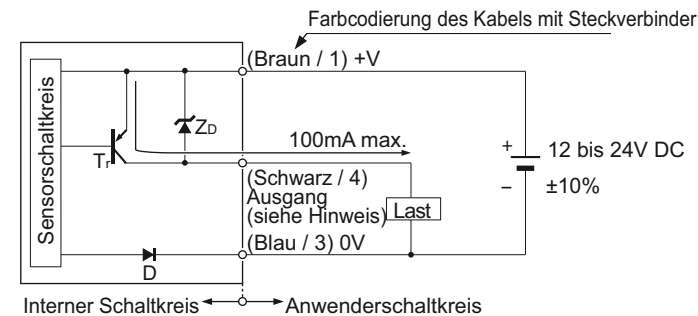 Farbcodierung des Kabels mit Steckverbinder
(Braun / 1) +V
Sensorschaltkreis
Tr
ZD
100mA max.
(Schwarz / 4)
Ausgang
(siehe Hinweis)
Last
+
12 bis 24V DC
–
±10%
(Blau / 3) 0V
D
Interner Schaltkreis
Anwenderschaltkreis